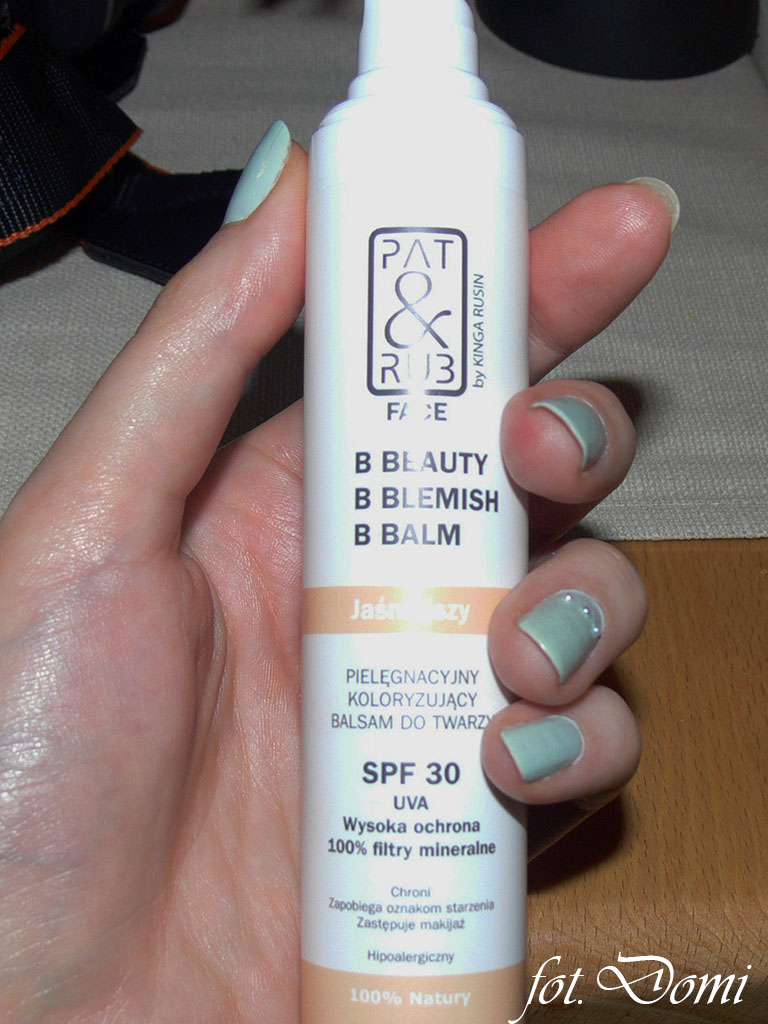 PAT
&
RUB
by KINGA RUSIN
FACE
B BEAUTY
B BLEMISH
B BALM
PIELĘGNACYJNY
KOLORYZUJĄCY
BALSAM DO TWARZY
SPF 30
UVA
Wysoka ochrona
100% filtry mineralne
Chroni
Zapobiega oznakom starzenia
Zastępuje makijaż
Hipoalergiczny
100% Natury
fot. Domi